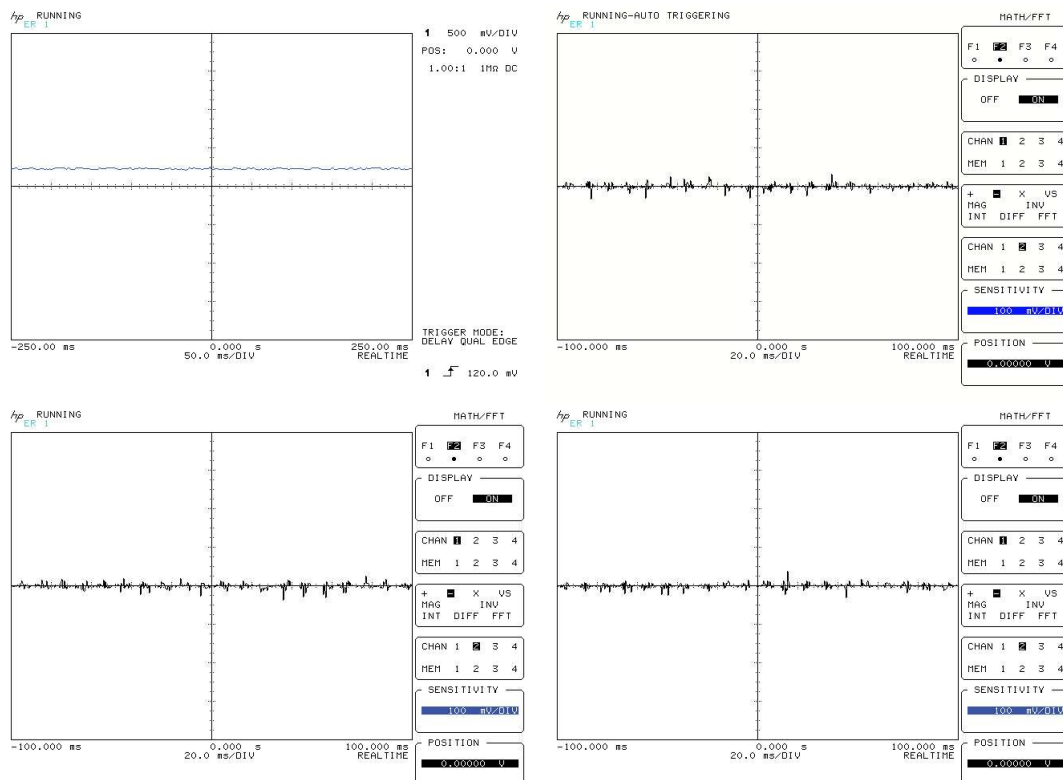 hp RUNNING
ER 1
1 500 mV/DIV
POS: 0.000 V
1.00:1 1MΩ DC
-250.00 ms 0.000 s 250.00 ms
50.0 ms/DIV REALTIME
TRIGGER MODE:
DELAY QUAL EDGE
1 120.0 mV
hp RUNNING-AUTO TRIGGERING
ER 1
MATH/FFT
F1 F2 F3 F4
DISPLAY
OFF ON
CHAN 1 2 3 4
MEM 1 2 3 4
+ - X VS
MAG INV
INT DIFF FFT
CHAN 1 2 3 4
MEM 1 2 3 4
SENSITIVITY
100 mV/DIV
POSITION
0.00000 V
-100.000 ms 0.000 s 100.000 ms
20.0 ms/DIV REALTIME
hp RUNNING
ER 1
MATH/FFT
F1 F2 F3 F4
DISPLAY
OFF ON
CHAN 1 2 3 4
MEM 1 2 3 4
+ - X VS
MAG INV
INT DIFF FFT
CHAN 1 2 3 4
MEM 1 2 3 4
SENSITIVITY
100 mV/DIV
POSITION
0.00000 V
-100.000 ms 0.000 s 100.000 ms
20.0 ms/DIV REALTIME
hp RUNNING
ER 1
MATH/FFT
F1 F2 F3 F4
DISPLAY
OFF ON
CHAN 1 2 3 4
MEM 1 2 3 4
+ - X VS
MAG INV
INT DIFF FFT
CHAN 1 2 3 4
MEM 1 2 3 4
SENSITIVITY
100 mV/DIV
POSITION
0.00000 V
-100.000 ms 0.000 s 100.000 ms
20.0 ms/DIV REALTIME